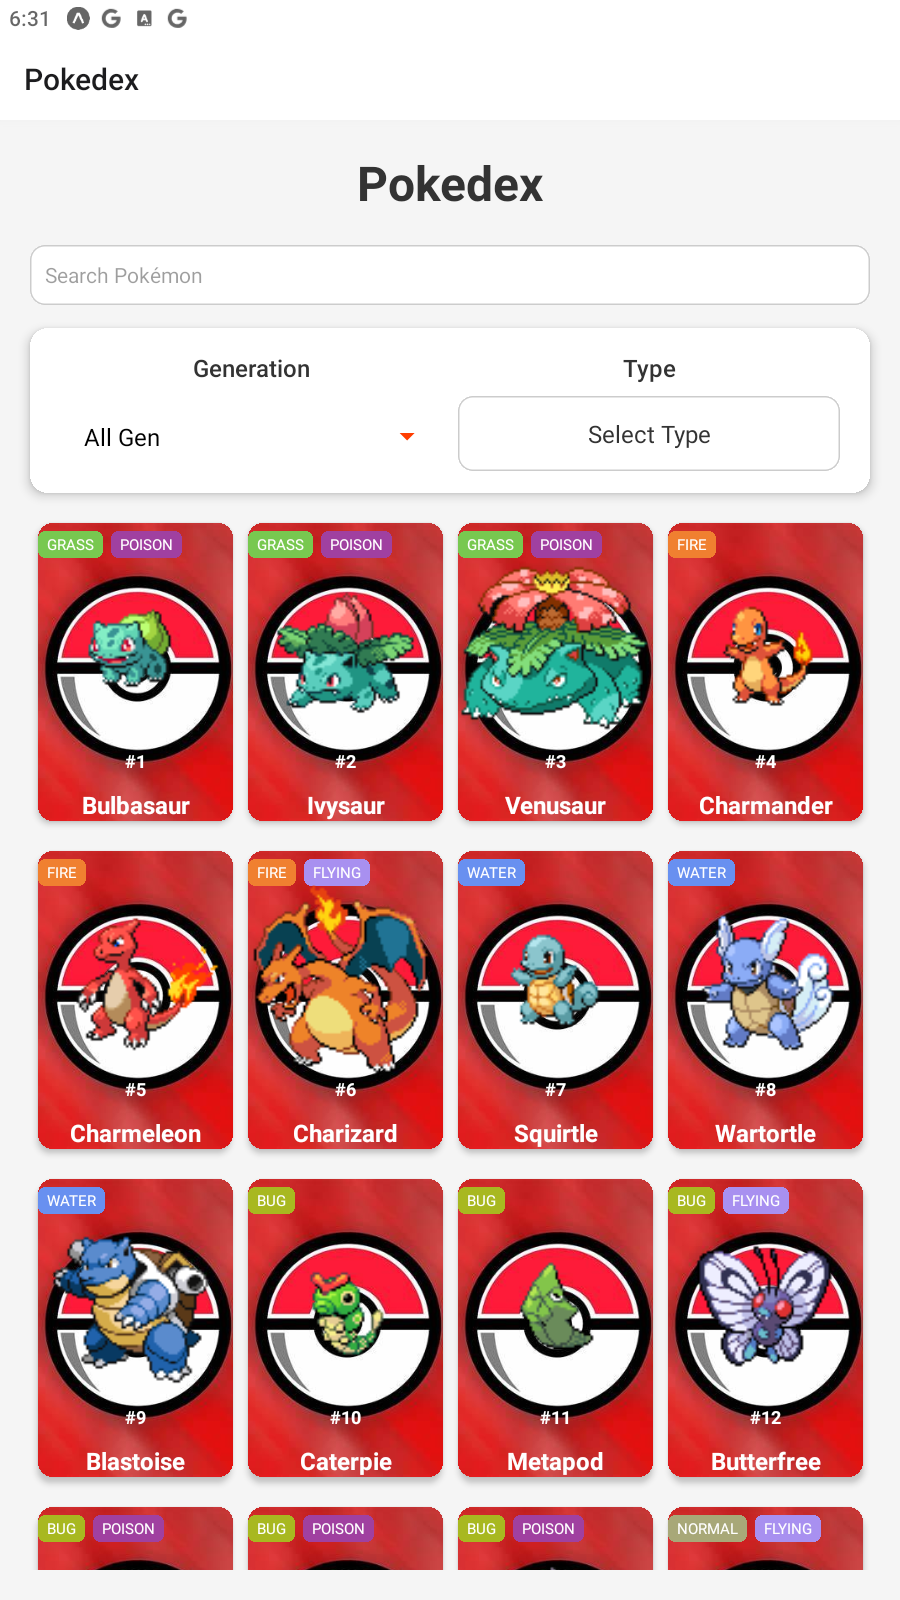 6:31
Pokedex
Pokedex
Search Pokémon
Generation Type
All Gen Select Type
GRASS POISON GRASS POISON GRASS POISON FIRE
#1 #2 #3 #4
Bulbasaur Ivysaur Venusaur Charmander
FIRE FIRE FLYING WATER WATER
#5 #6 #7 #8
Charmeleon Charizard Squirtle Wartortle
WATER BUG BUG BUG FLYING
#9 #10 #11 #12
Blastoise Caterpie Metapod Butterfree
BUG POISON BUG POISON BUG POISON NORMAL FLYING